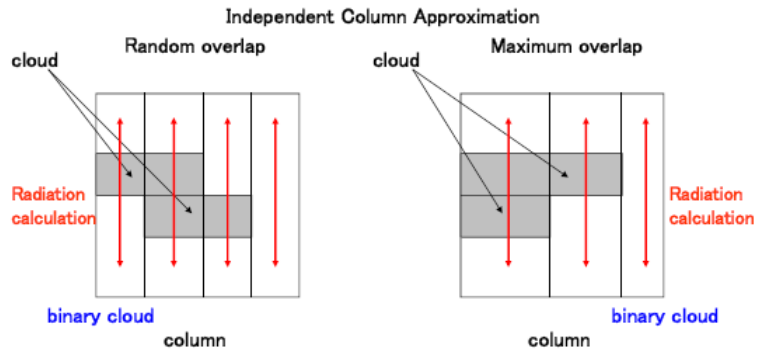 Independent Column Approximation
Random overlap
Maximum overlap
cloud
cloud
Radiation
calculation
Radiation
calculation
binary cloud
binary cloud
column
column